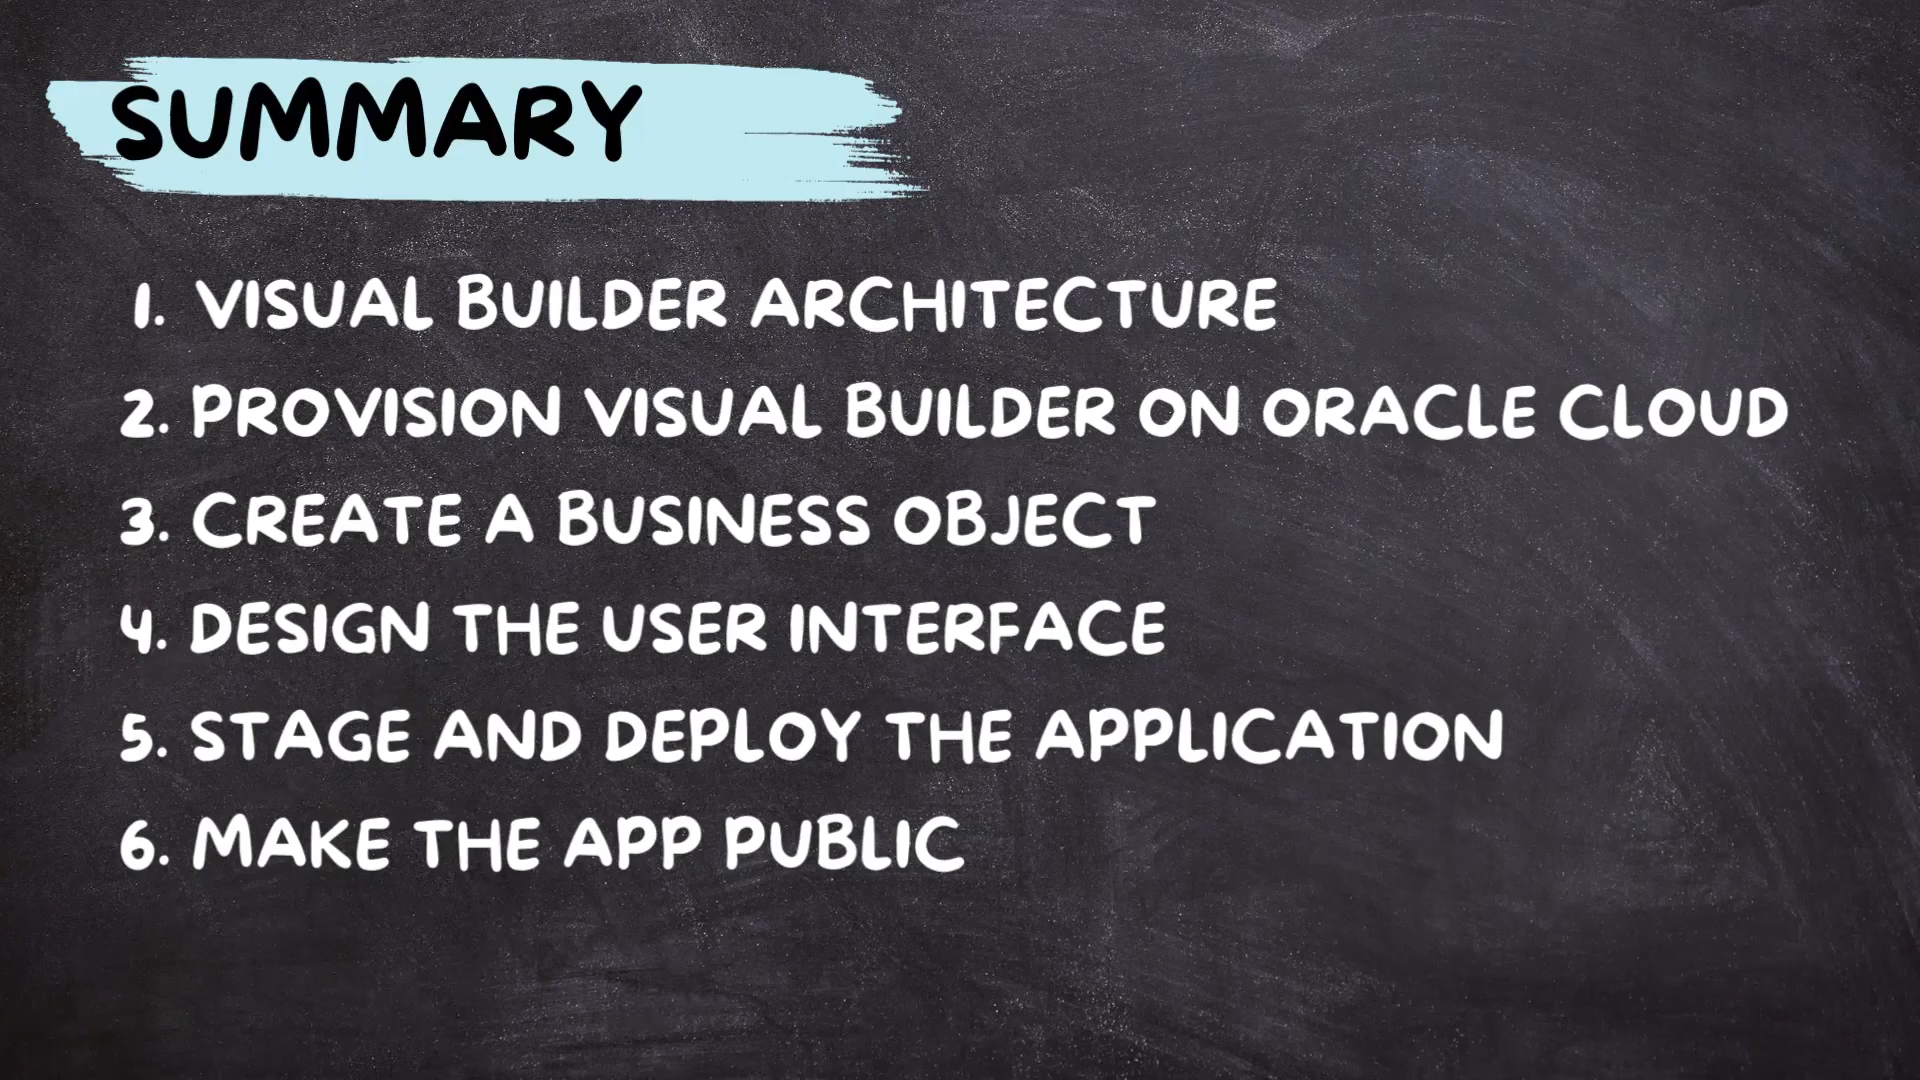 SUMMARY
1. VISUAL BUILDER ARCHITECTURE
2. PROVISION VISUAL BUILDER ON ORACLE CLOUD
3. CREATE A BUSINESS OBJECT
4. DESIGN THE USER INTERFACE
5. STAGE AND DEPLOY THE APPLICATION
6. MAKE THE APP PUBLIC